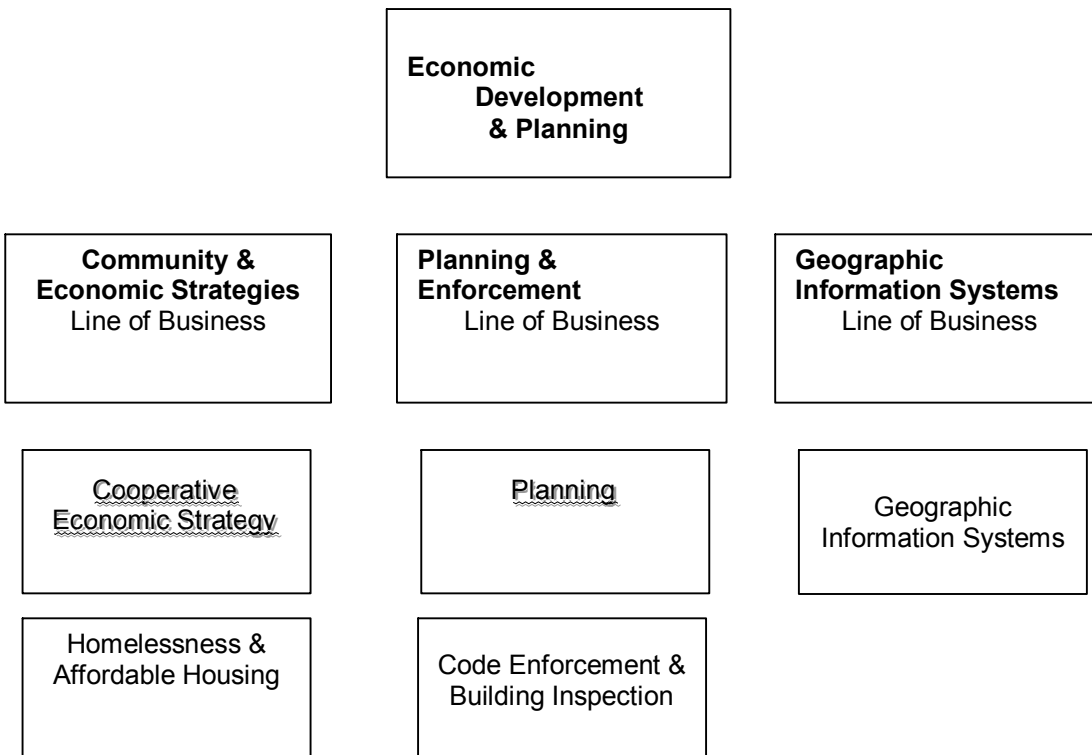 Economic
Development
& Planning
Community &
Economic Strategies
Line of Business
Planning &
Enforcement
Line of Business
Geographic
Information Systems
Line of Business
Cooperative
Economic Strategy
Planning
Geographic
Information Systems
Homelessness &
Affordable Housing
Code Enforcement &
Building Inspection